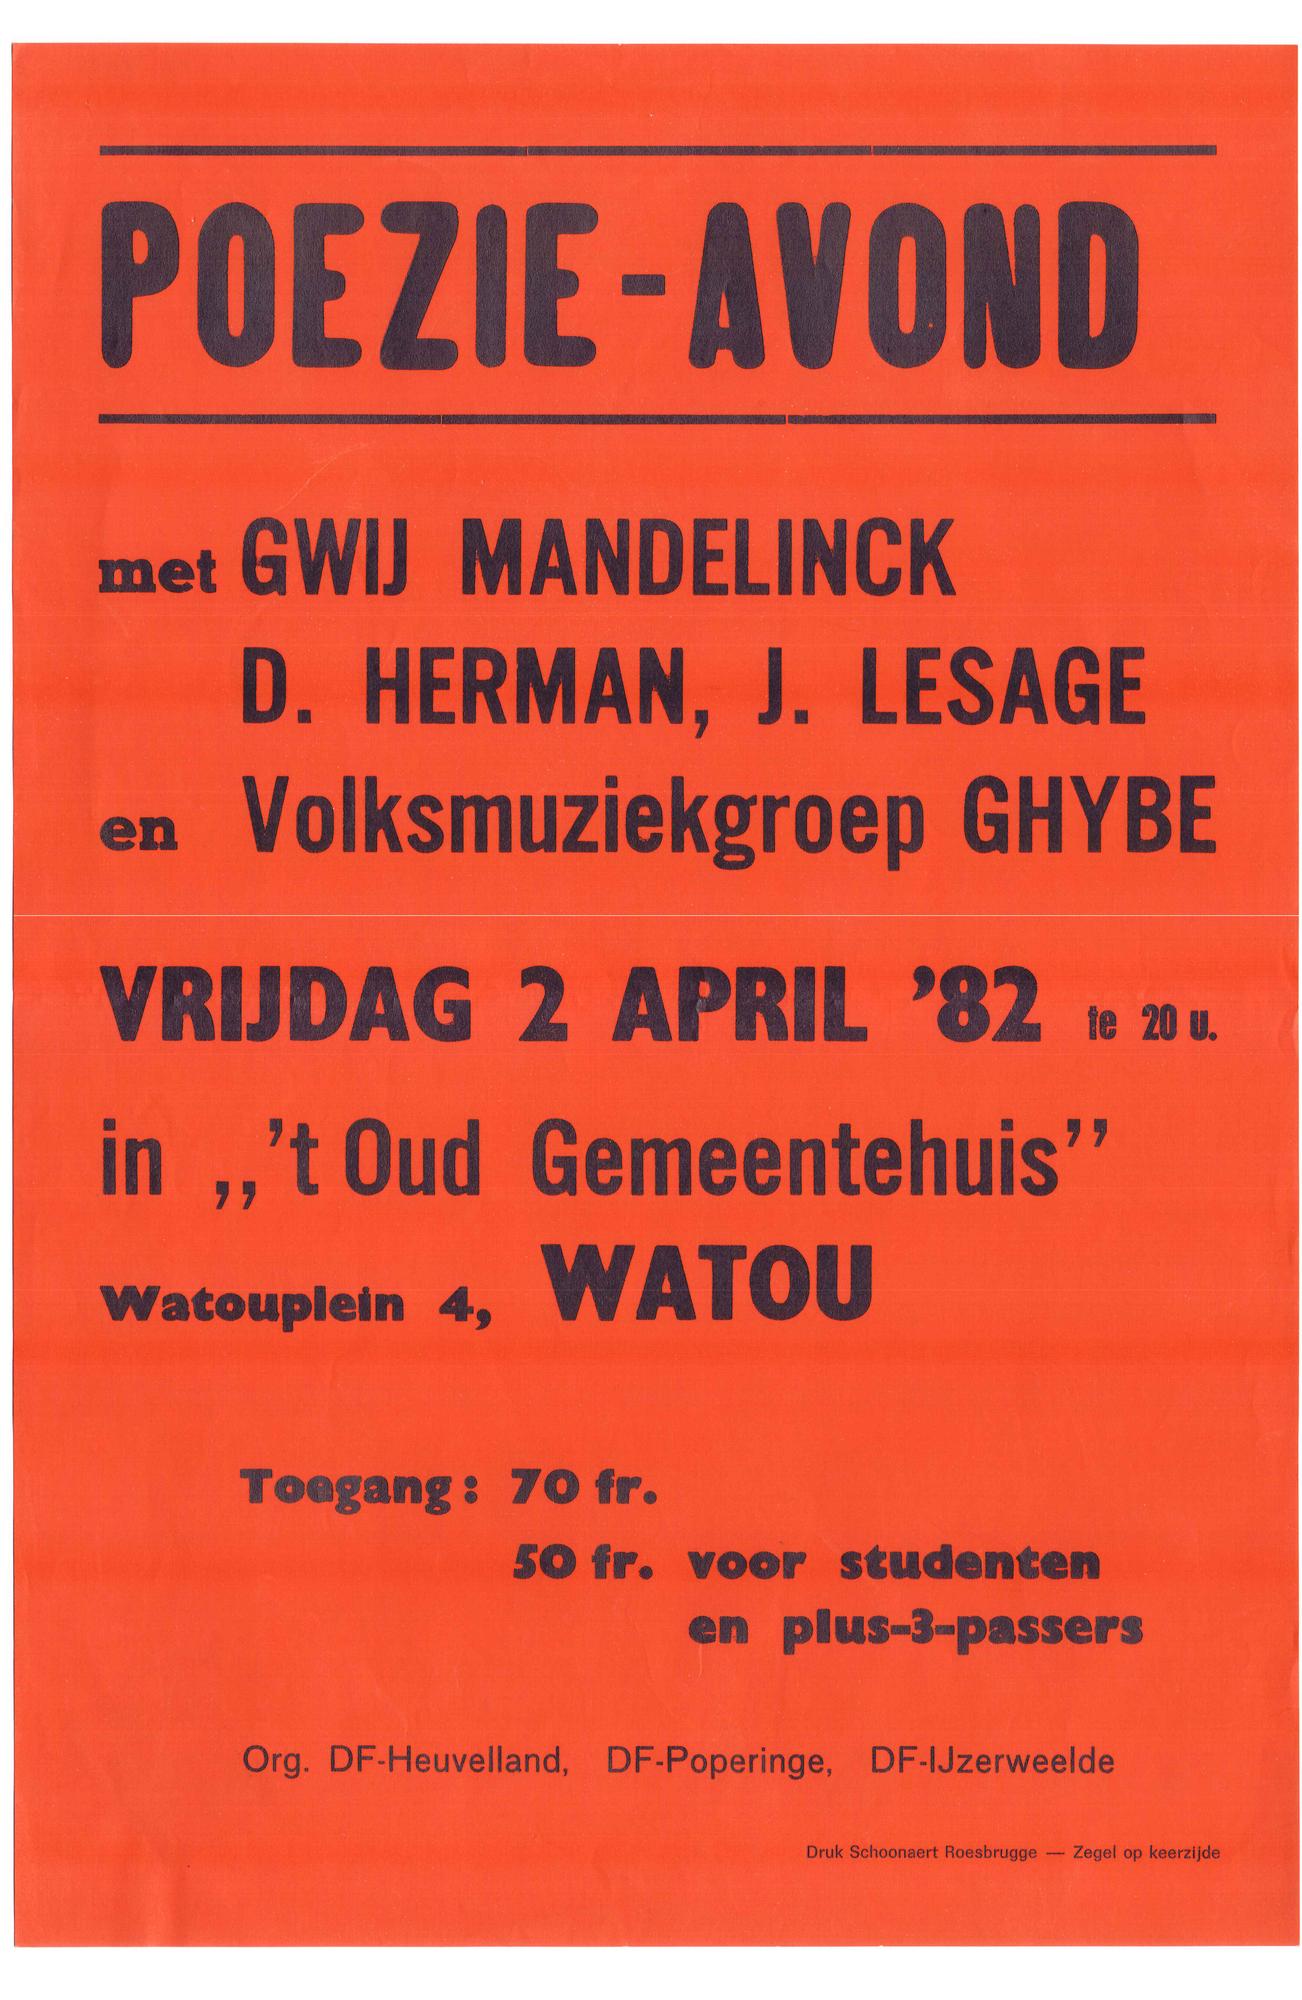 POEZIE-AVOND
met GWIJ MANDELINCK
D. HERMAN, J. LESAGE
en Volksmuziekgroep GHYBE
VRIJDAG 2 APRIL ’82 te 20 u.
in ,,’t Oud Gemeentehuis’’
Watouplein 4, WATOU
Toegang: 70 fr.
50 fr. voor studenten
en plus-3-passers
Org. DF-Heuvelland, DF-Poperinge, DF-IJzerweelde
Druk Schoonaert Roesbrugge — Zegel op keerzijde